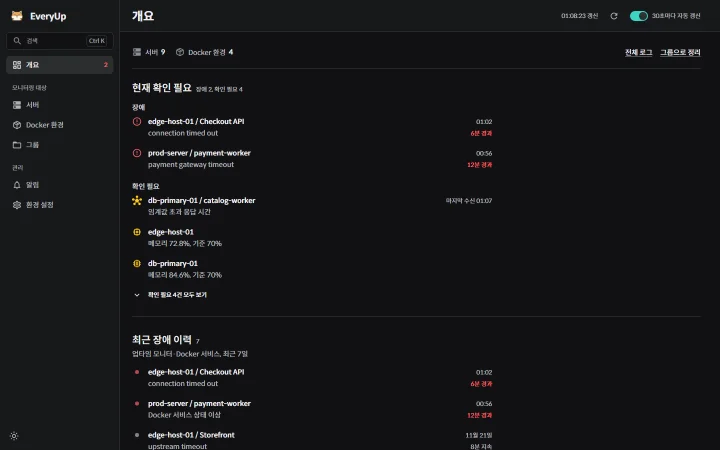 EveryUp
검색
Ctrl K
개요
2
모니터링 대상
서버
Docker 환경
그룹
관리
알림
환경 설정
개요
01:08:23 갱신
30초마다 자동 갱신
서버 9
Docker 환경 4
전체 로그
그룹으로 정리
현재 확인 필요
장애 2, 확인 필요 4
장애
edge-host-01 / Checkout API
01:02
connection timed out
6분 경과
prod-server / payment-worker
00:56
payment gateway timeout
12분 경과
확인 필요
db-primary-01 / catalog-worker
마지막 수신 01:07
임계값 초과 응답 시간
edge-host-01
메모리 72.8%, 기준 70%
db-primary-01
메모리 84.6%, 기준 70%
확인 필요 4건 모두 보기
최근 장애 이력 7
업타임 모니터·Docker 서비스, 최근 7일
edge-host-01 / Checkout API
01:02
connection timed out
6분 경과
prod-server / payment-worker
00:56
Docker 서비스 상태 이상
12분 경과
edge-host-01 / Storefront
11월 21일
upstream timeout
8분 지속